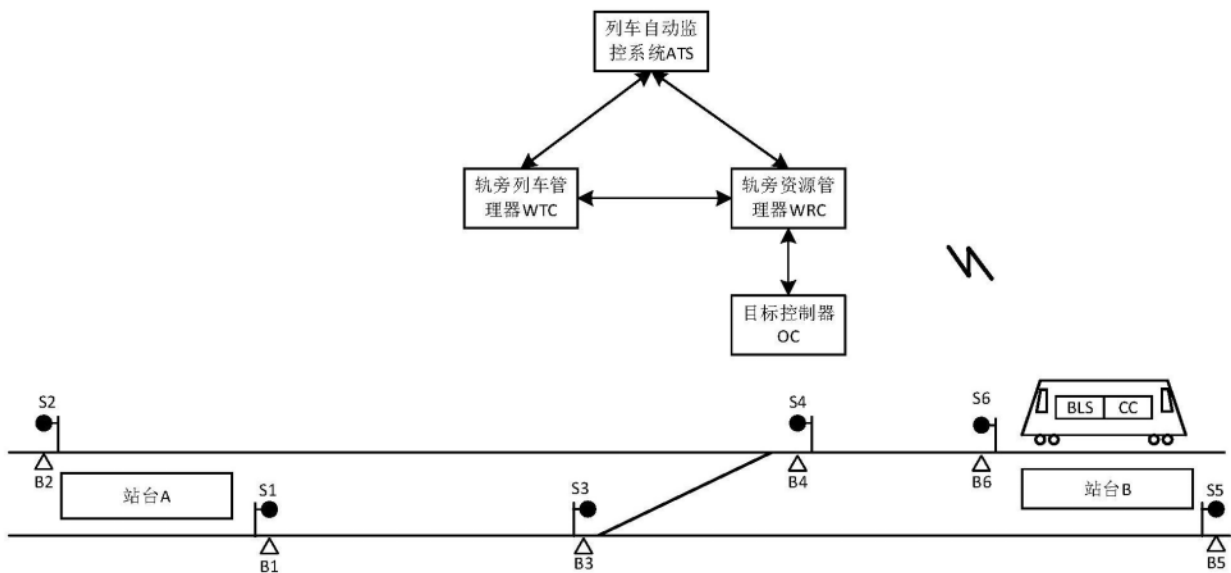 列车自动监
控系统ATS
轨旁列车管
理器WTC
轨旁资源管
理器WRC
目标控制器
OC
S2
S4
S6
BLS
CC
B2
站台A
S1
S3
B4
B6
站台B
S5
B1
B3
B5